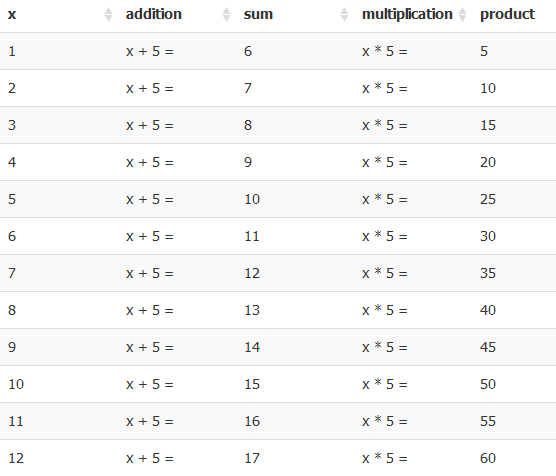 x addition sum multiplication product
1 x + 5 = 6 x * 5 = 5
2 x + 5 = 7 x * 5 = 10
3 x + 5 = 8 x * 5 = 15
4 x + 5 = 9 x * 5 = 20
5 x + 5 = 10 x * 5 = 25
6 x + 5 = 11 x * 5 = 30
7 x + 5 = 12 x * 5 = 35
8 x + 5 = 13 x * 5 = 40
9 x + 5 = 14 x * 5 = 45
10 x + 5 = 15 x * 5 = 50
11 x + 5 = 16 x * 5 = 55
12 x + 5 = 17 x * 5 = 60